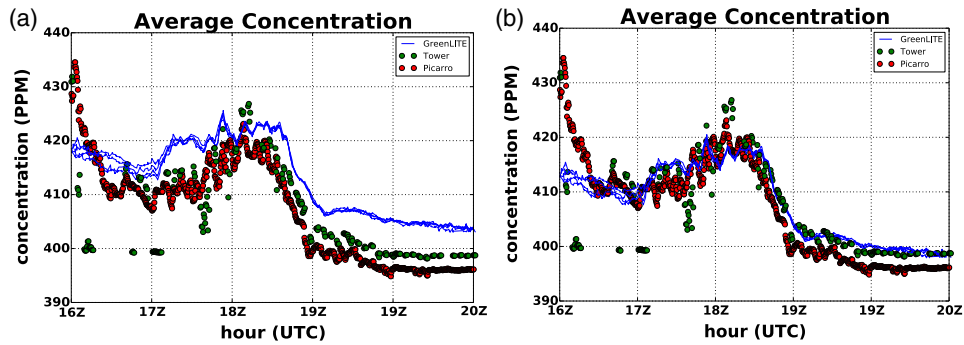 (a)
Average Concentration
440
430
420
410
400
390
concentration (PPM)
GreenLITE
Tower
Picarro
16Z 17Z 18Z 19Z 19Z 20Z
hour (UTC)
(b)
Average Concentration
440
430
420
410
400
390
concentration (PPM)
GreenLITE
Tower
Picarro
16Z 17Z 18Z 19Z 19Z 20Z
hour (UTC)